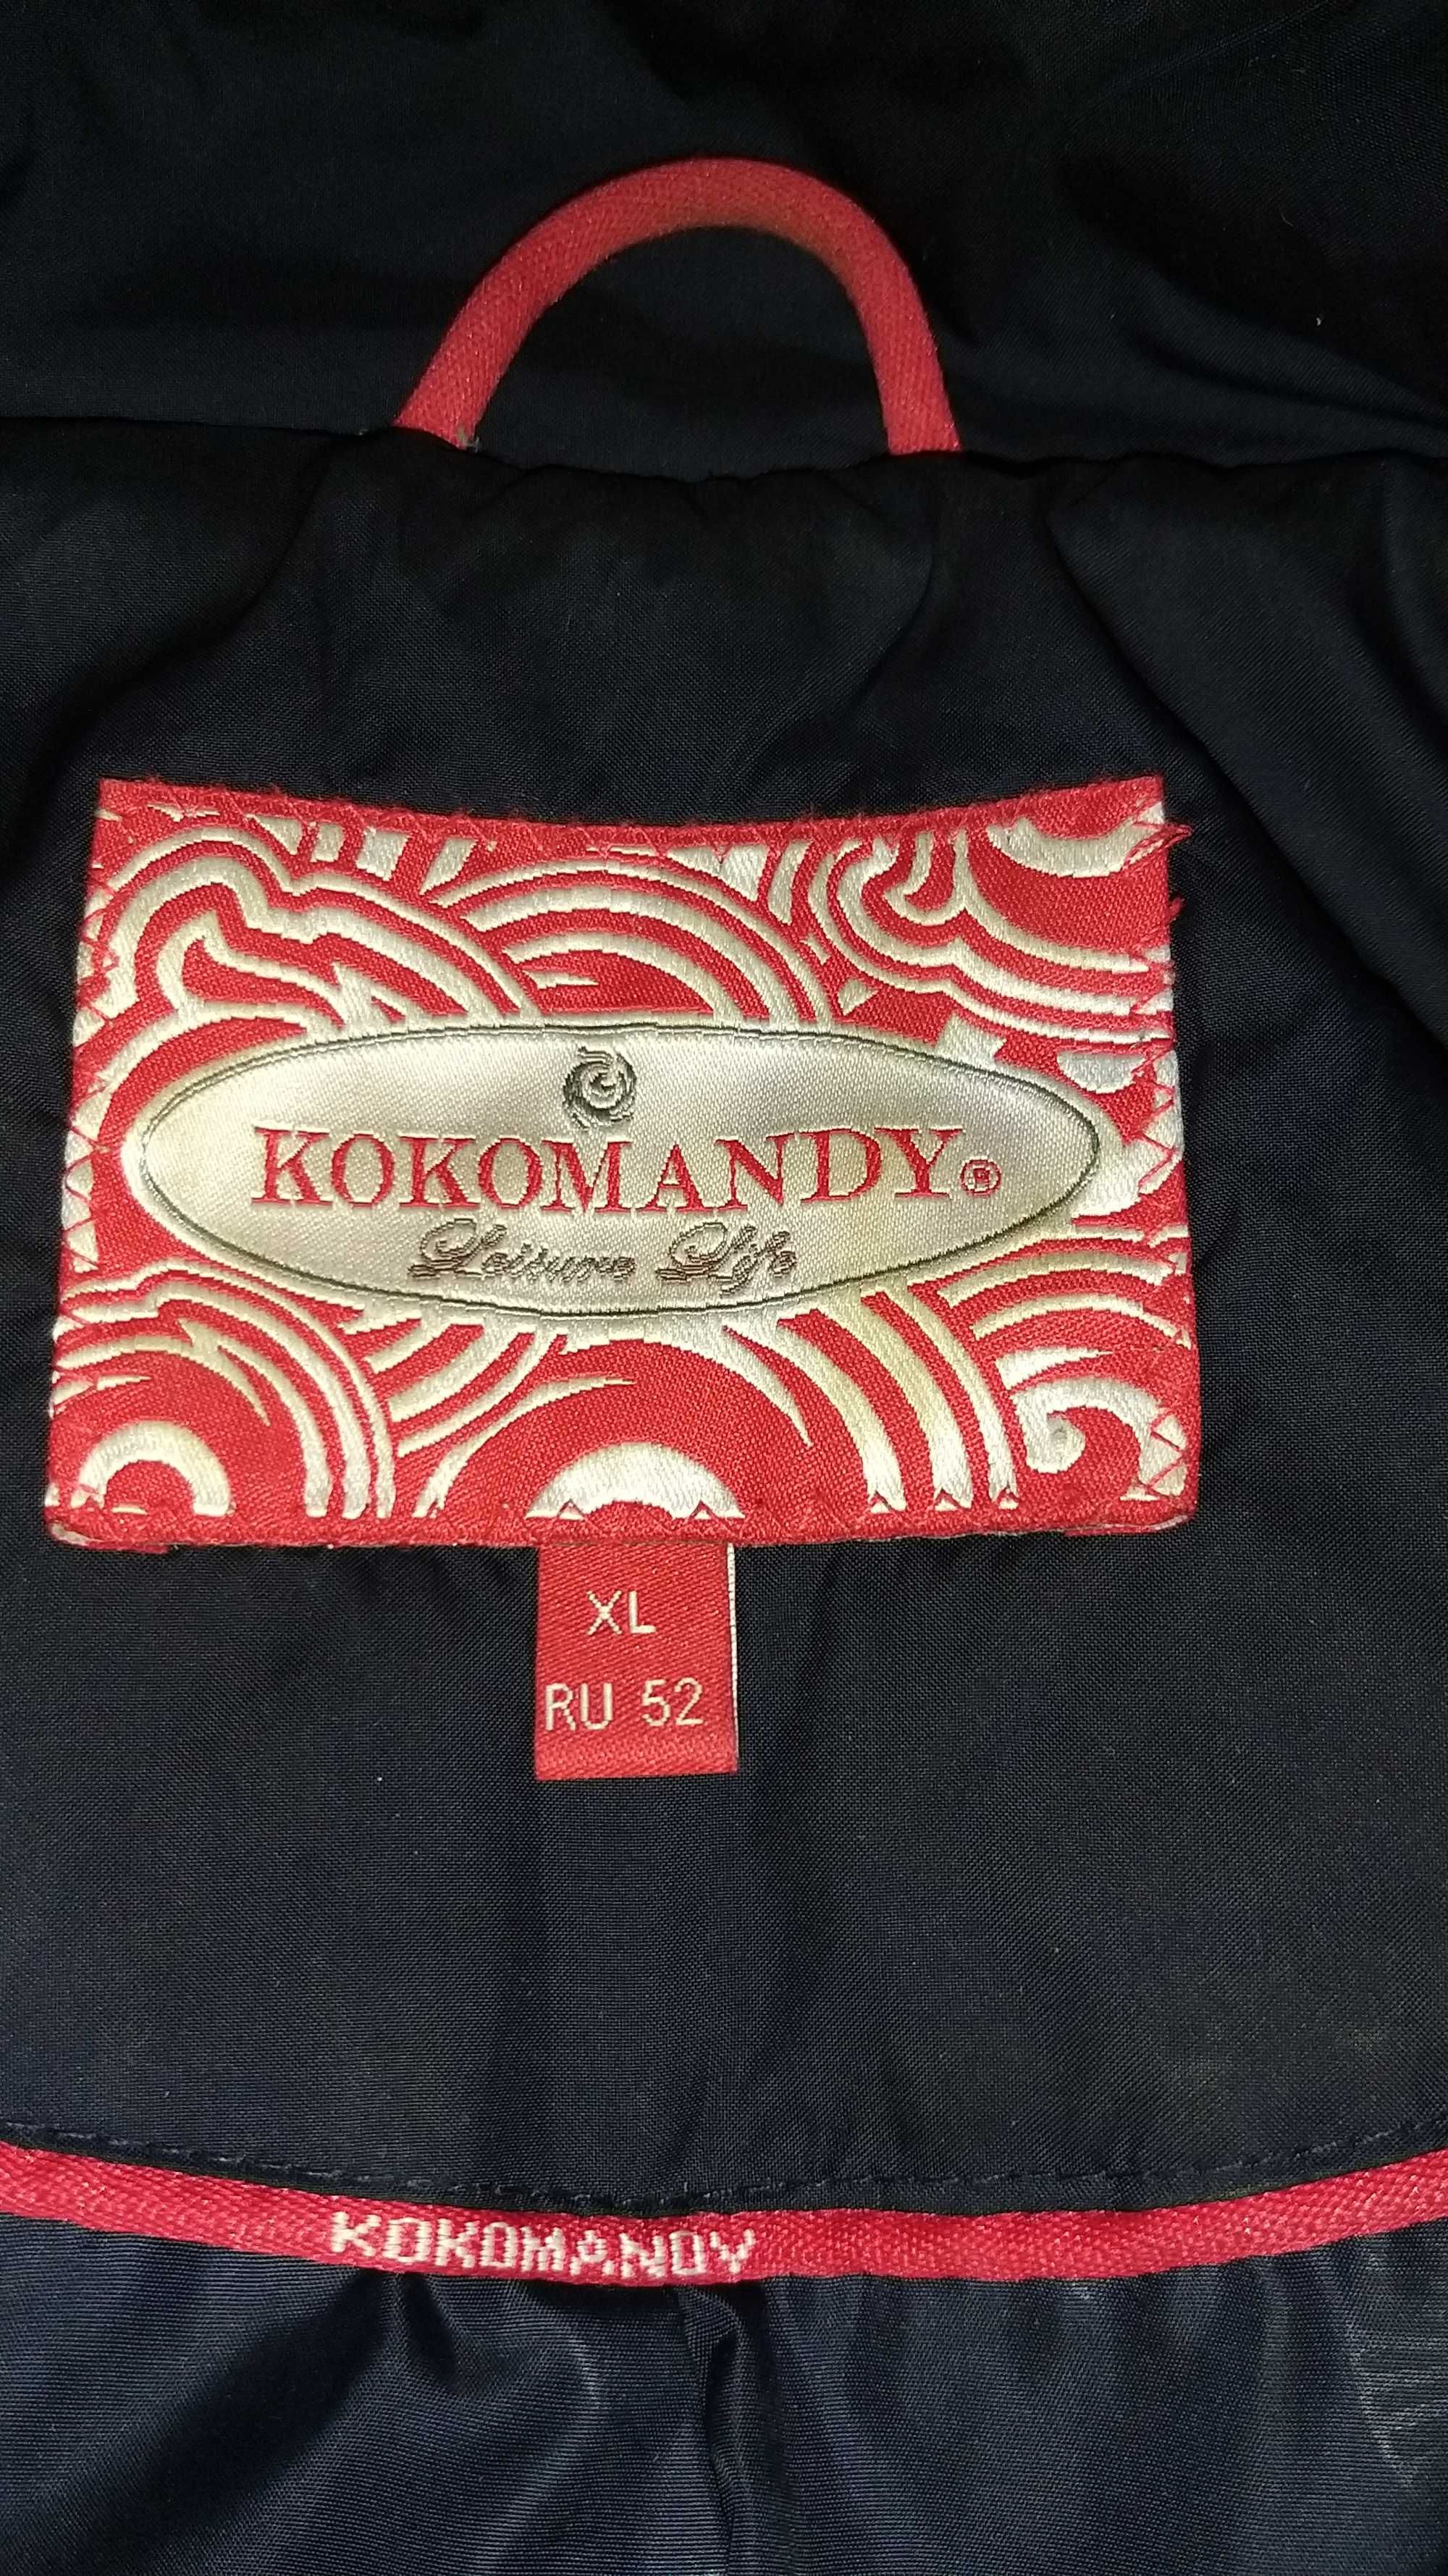 KOKOMANDY®
Leisure Life
XL
RU 52
KOKOMANDY